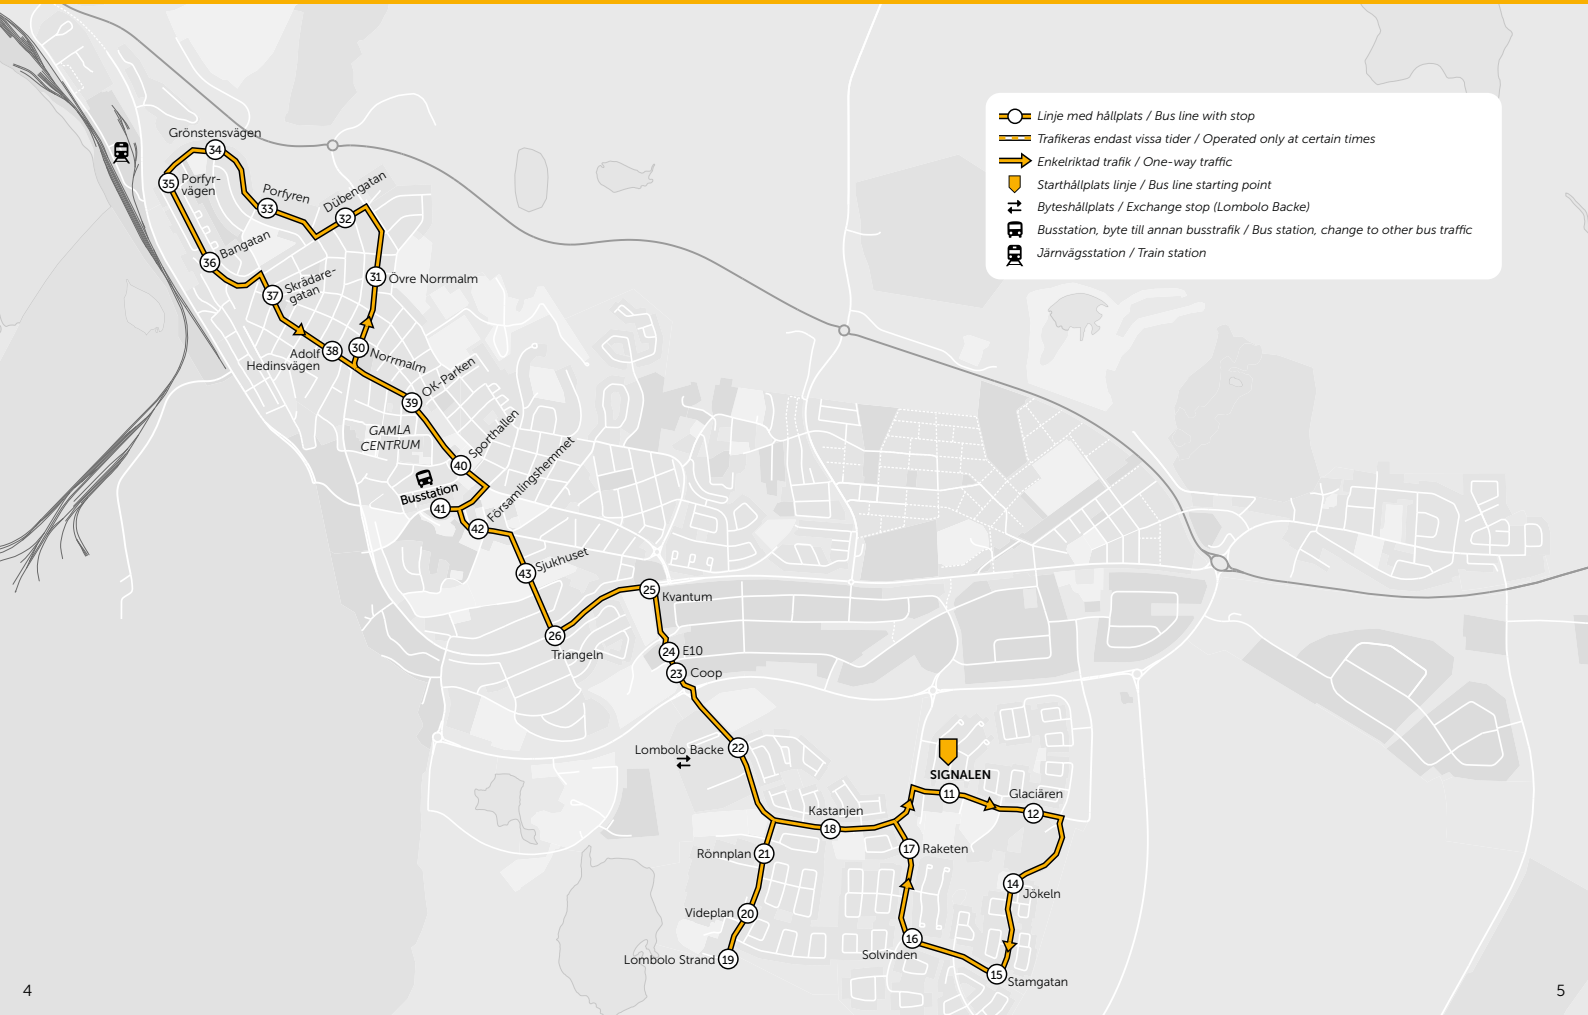 Linje med hållplats / Bus line with stop
Trafikeras endast vissa tider / Operated only at certain times
Enkelriktad trafik / One-way traffic
Starthållplats linje / Bus line starting point
Byteshållplats / Exchange stop (Lombolo Backe)
Busstation, byte till annan busstrafik / Bus station, change to other bus traffic
Järnvägsstation / Train station
Grönstensvägen
34
35
Porfyr-
vägen
Porfyren
33
Dübengatan
32
36
Bangatan
31
Övre Norrmalm
37
Skrädare-
gatan
Adolf
Hedinsvägen
38
30
Norrmalm
39
OK-Parken
GAMLA
CENTRUM
40
Sporthallen
Busstation
41
42
Församlingshemmet
43
Sjukhuset
25
Kvantum
26
Triangeln
24
E10
23
Coop
Lombolo Backe
22
SIGNALEN
11
Glaciären
12
Kastanjen
18
17
Raketen
Rönnplan
21
14
Jökeln
Videplan
20
16
Solvinden
Lombolo Strand
19
15
Stamgatan
4
5